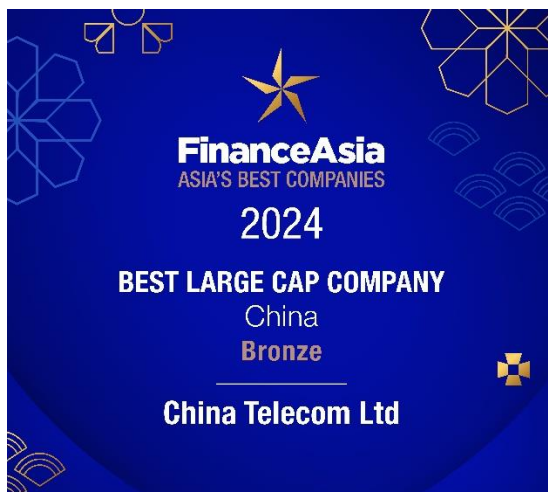 FinanceAsia
ASIA'S BEST COMPANIES
2024
BEST LARGE CAP COMPANY
China
Bronze
China Telecom Ltd